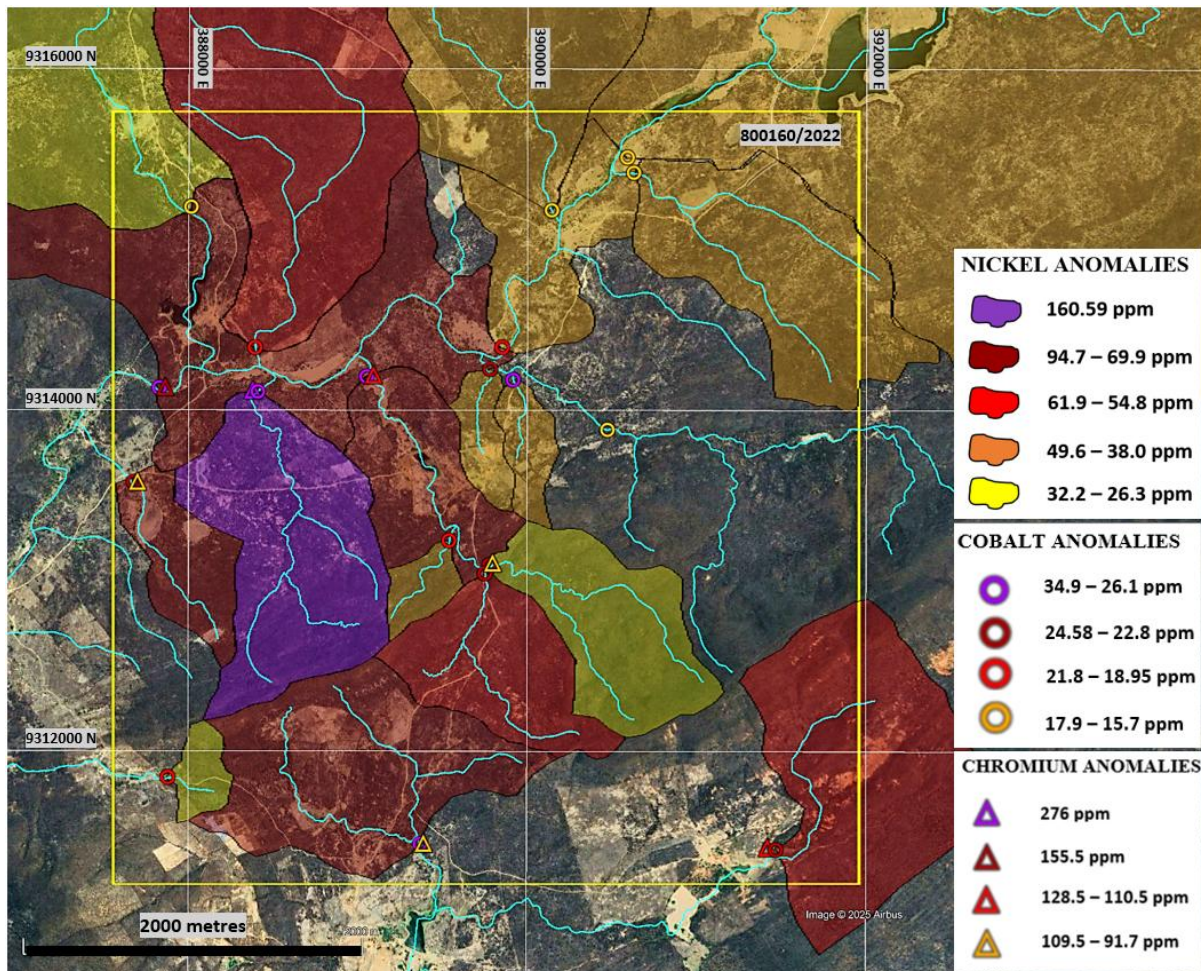 9316000 N
388000 E
390000 E
392000 E
800160/2022
9314000 N
9312000 N
2000 metres
Image © 2025 Airbus
NICKEL ANOMALIES
160.59 ppm
94.7 – 69.9 ppm
61.9 – 54.8 ppm
49.6 – 38.0 ppm
32.2 – 26.3 ppm
COBALT ANOMALIES
34.9 – 26.1 ppm
24.58 – 22.8 ppm
21.8 – 18.95 ppm
17.9 – 15.7 ppm
CHROMIUM ANOMALIES
276 ppm
155.5 ppm
128.5 – 110.5 ppm
109.5 – 91.7 ppm